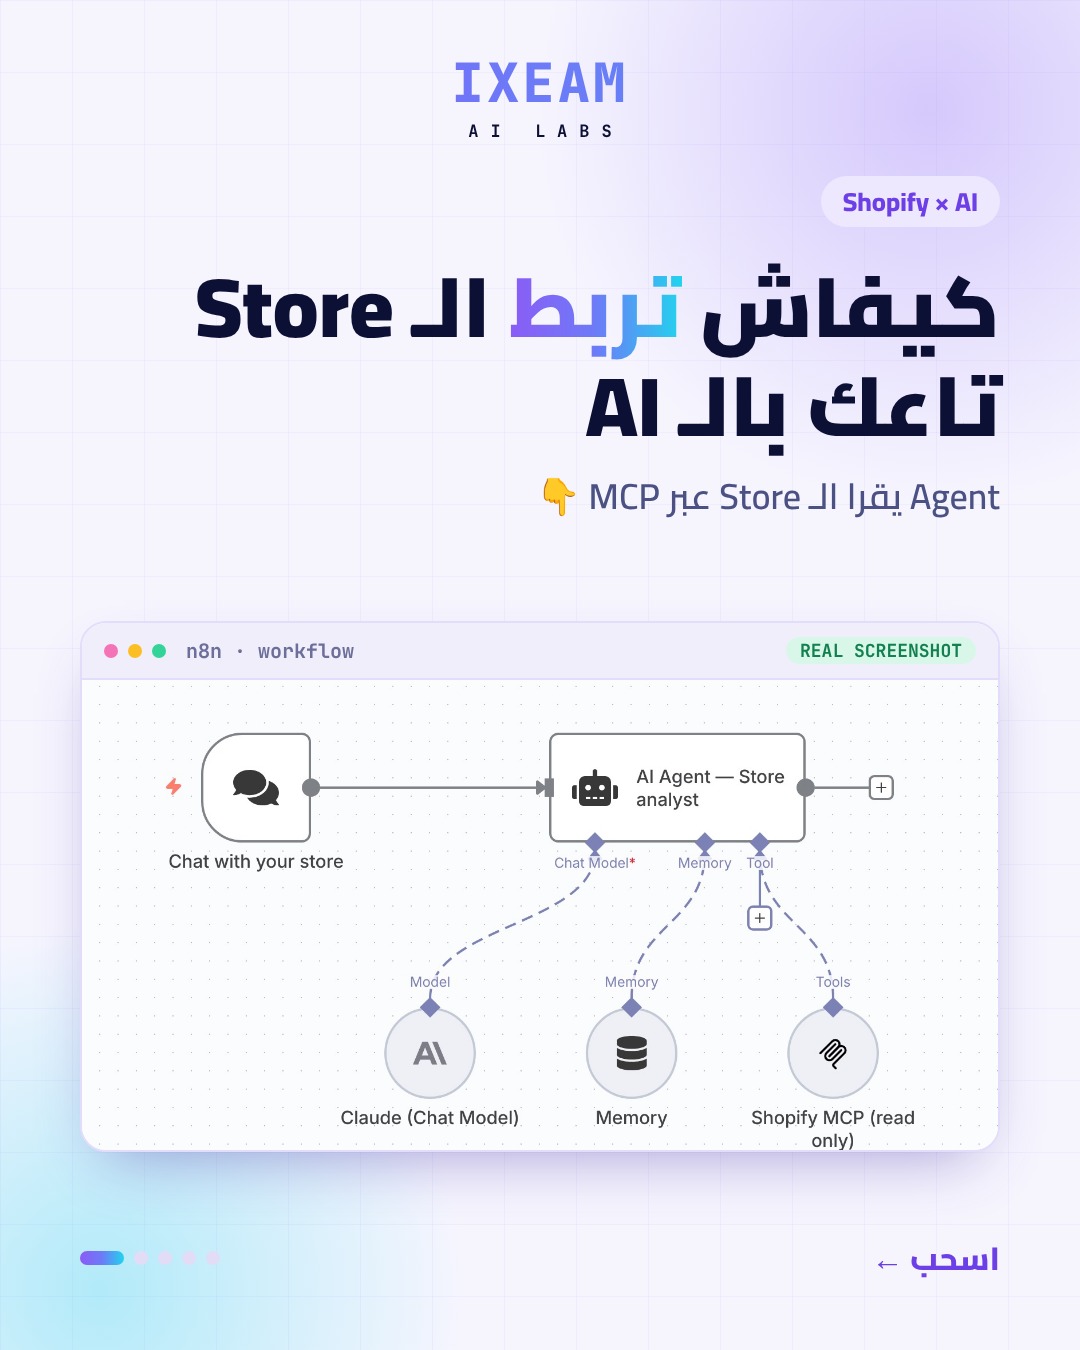 IXEAM
AI LABS
Shopify × AI
كيفاش تربط الـ Store
تاعك بالـ AI
Agent يقرا الـ Store عبر MCP 👇
n8n · workflow
REAL SCREENSHOT
AI Agent — Store
analyst
Chat with your store
Chat Model*
Memory
Tool
Model
Memory
Tools
Claude (Chat Model)
Memory
Shopify MCP (read
only)
اسحب ←